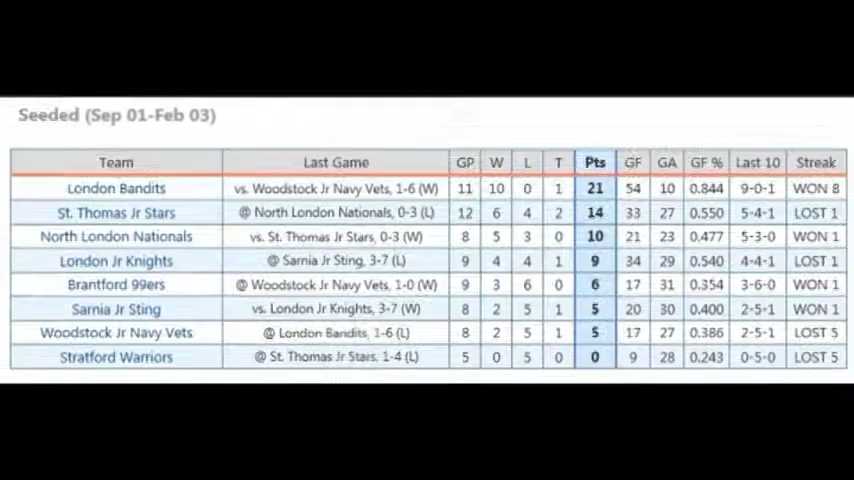 Seeded (Sep 01-Feb 03)
Team Last Game GP W L T Pts GF GA GF % Last 10 Streak
London Bandits vs. Woodstock Jr Navy Vets, 1-6 (W) 11 10 0 1 21 54 10 0.844 9-0-1 WON 8
St. Thomas Jr Stars @ North London Nationals, 0-3 (L) 12 6 4 2 14 33 27 0.550 5-4-1 LOST 1
North London Nationals vs. St. Thomas Jr Stars, 0-3 (W) 8 5 3 0 10 21 23 0.477 5-3-0 WON 1
London Jr Knights @ Sarnia Jr Sting, 3-7 (L) 9 4 4 1 9 34 29 0.540 4-4-1 LOST 1
Brantford 99ers @ Woodstock Jr Navy Vets, 1-0 (W) 9 3 6 0 6 17 31 0.354 3-6-0 WON 1
Sarnia Jr Sting vs. London Jr Knights, 3-7 (W) 8 2 5 1 5 20 30 0.400 2-5-1 WON 1
Woodstock Jr Navy Vets @ London Bandits, 1-6 (L) 8 2 5 1 5 17 27 0.386 2-5-1 LOST 5
Stratford Warriors @ St. Thomas Jr Stars, 1-4 (L) 5 0 5 0 0 9 28 0.243 0-5-0 LOST 5